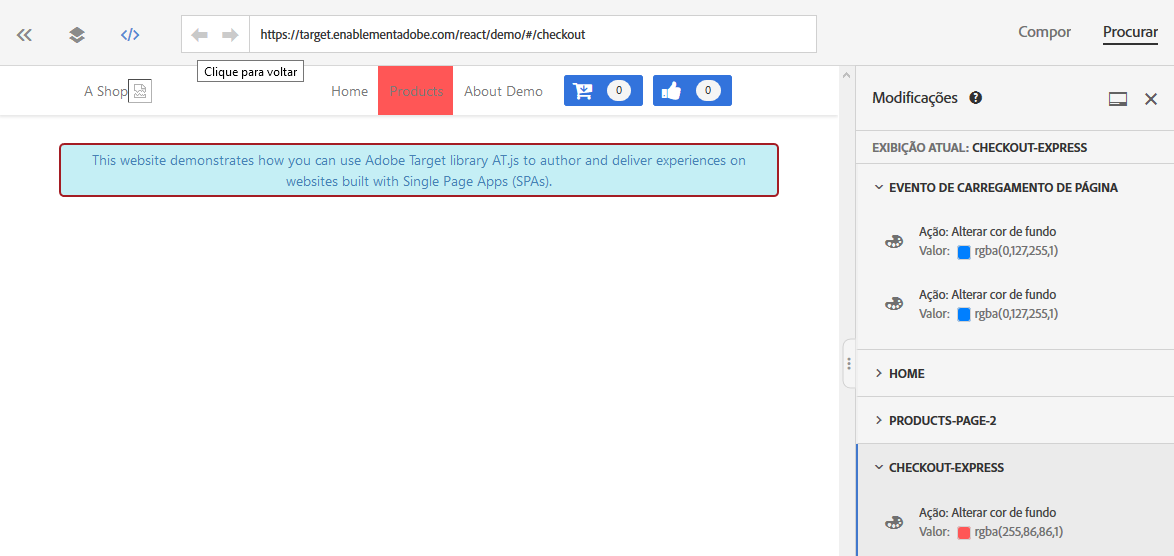 https://target.enablementadobe.com/react/demo/#/checkout
Compor
Procurar
Clique para voltar
A Shop
Home
Products
About Demo
0
0
This website demonstrates how you can use Adobe Target library AT.js to author and deliver experiences on
websites built with Single Page Apps (SPAs).
Modificações
EXIBIÇÃO ATUAL: CHECKOUT-EXPRESS
EVENTO DE CARREGAMENTO DE PÁGINA
Ação: Alterar cor de fundo
Valor: rgba(0,127,255,1)
Ação: Alterar cor de fundo
Valor: rgba(0,127,255,1)
HOME
PRODUCTS-PAGE-2
CHECKOUT-EXPRESS
Ação: Alterar cor de fundo
Valor: rgba(255,86,86,1)